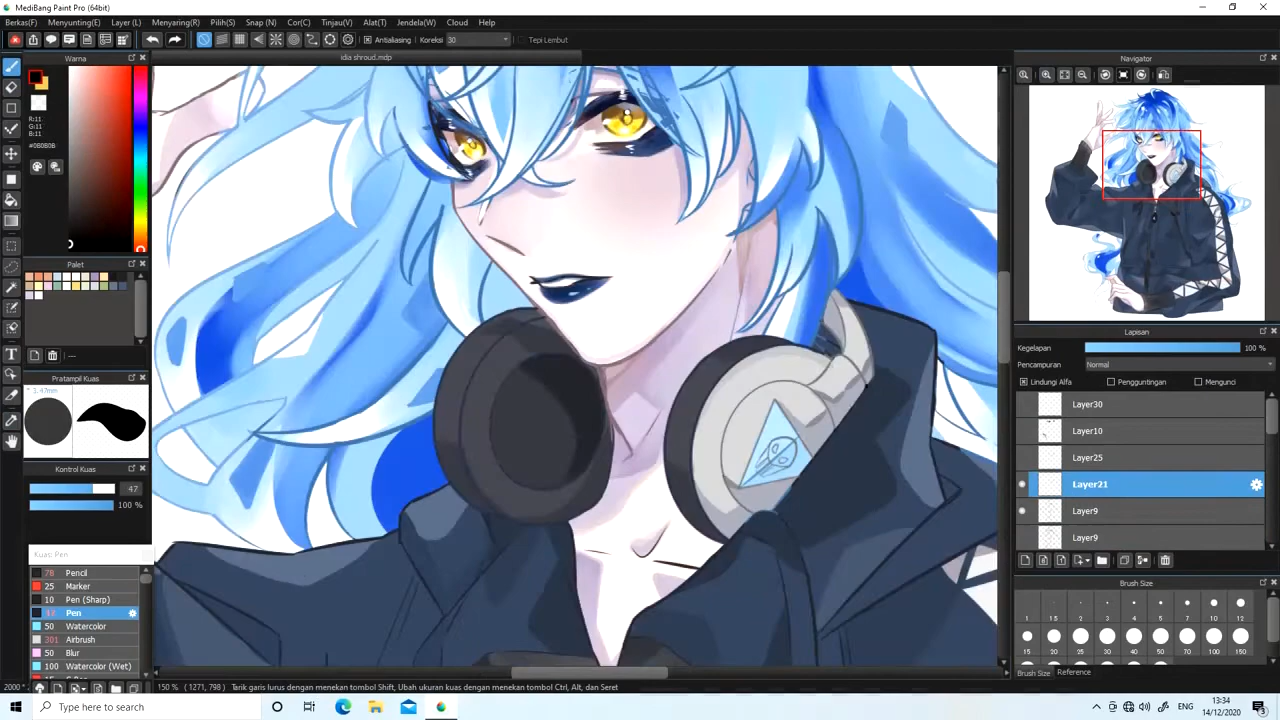 MediBang Paint Pro (64bit)
Berkas(F) Menyunting(E) Layer (L) Menyaring(R) Pilih(S) Snap (N) Cor(C) Tinjau(V) Alat(T) Jendela(W) Cloud Help
Antialiasing Koreksi 30 Tepi Lembut
Warna idia shroud.mdp Navigator
R:11
G:11
B:11
#0B0B0B
Palet
---
Pratampil Kuas
* 3.47mm
Kontrol Kuas
47
100 %
Kuas: Pen
78 Pencil
25 Marker
10 Pen (Sharp)
47 Pen
50 Watercolor
301 Airbrush
50 Blur
100 Watercolor (Wet)
Lapisan
Kegelapan 100 %
Pencampuran Normal
Lindungi Alfa Pengguntingan Mengunci
Layer30
Layer10
Layer25
Layer21
Layer9
Layer9
Brush Size
1 1.5 2 3 4 5 7 10 12
15 20 25 30 40 50 70 100 150
Brush Size Reference
2000 * 150 % (1271, 798) Tarik garis lurus dengan menekan tombol Shift, Ubah ukuran kuas dengan menekan tombol Ctrl, Alt, dan Seret
Type here to search
ENG
13:34
14/12/2020
3